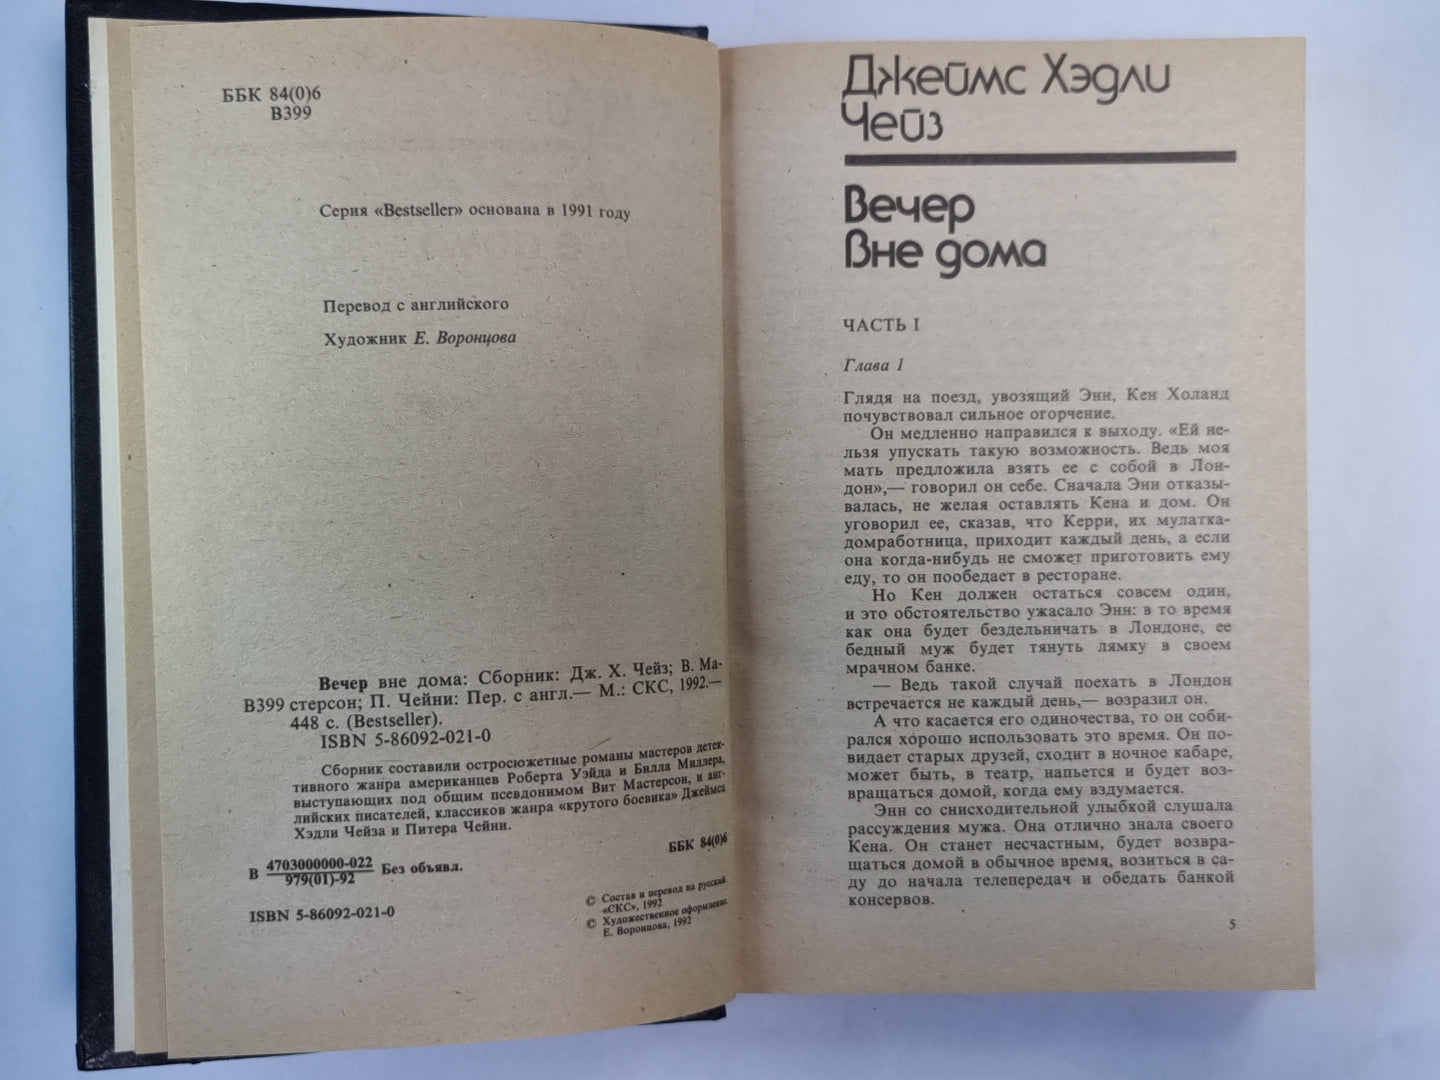 ББК 84(0)6
В399
Серия «Bestseller» основана в 1991 году
Перевод с английского
Художник Е. Воронцова
Вечер вне дома: Сборник: Дж. Х. Чейз; В. Ма-
В399 стерсон; П. Чейни: Пер. с англ.— М.: СКС, 1992.—
448 с. (Bestseller).
ISBN 5-86092-021-0
Сборник составили остросюжетные романы мастеров детек-
тивного жанра американцев Роберта Уэйда и Билла Миллера,
выступающих под общим псевдонимом Вит Мастерсон, и анг-
лийских писателей, классиков жанра «крутого боевика» Джеймса
Хэдли Чейза и Питера Чейни.
В 4703000000-022 Без объявл.
979(01)-92
ББК 84(0)6
ISBN 5-86092-021-0
© Состав и перевод на русский
«СКС», 1992
© Художественное оформление
Е. Воронцова, 1992
Джеймс Хэдли
Чейз
Вечер
Вне дома
ЧАСТЬ I
Глава 1
Глядя на поезд, увозящий Энн, Кен Холанд
почувствовал сильное огорчение.
Он медленно направился к выходу. «Ей не-
льзя упускать такую возможность. Ведь моя
мать предложила взять ее с собой в Лон-
дон»,— говорил он себе. Сначала Энн отказы-
валась, не желая оставлять Кена и дом. Он
уговорил ее, сказав, что Керри, их мулатка-
домработница, приходит каждый день, а если
она когда-нибудь не сможет приготовить ему
еду, то он пообедает в ресторане.
Но Кен должен остаться совсем один,
и это обстоятельство ужасало Энн: в то время
как она будет бездельничать в Лондоне, ее
бедный муж будет тянуть лямку в своем
мрачном банке.
— Ведь такой случай поехать в Лондон
встречается не каждый день,— возразил он.
А что касается его одиночества, то он соби-
рался хорошо использовать это время. Он по-
видает старых друзей, сходит в ночное кабаре,
может быть, в театр, напьется и будет воз-
вращаться домой, когда ему вздумается.
Энн со снисходительной улыбкой слушала
рассуждения мужа. Она отлично знала своего
Кена. Он станет несчастным, будет возвра-
щаться домой в обычное время, возиться в са-
ду до начала телепередач и обедать банкой
консервов.
5